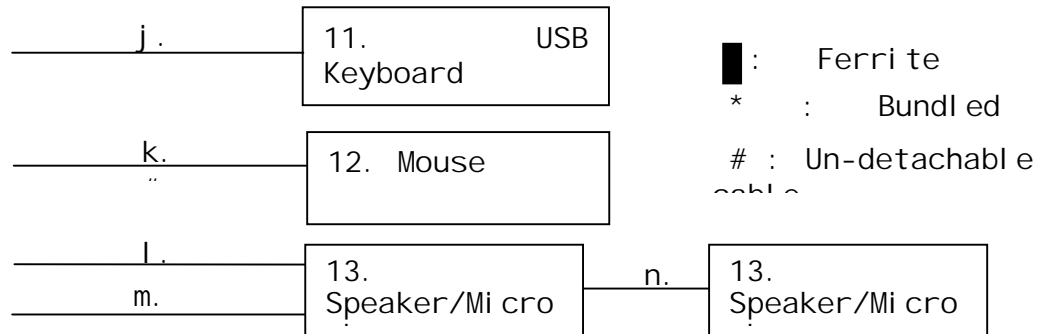 j.
11. USB
Keyboard
█: Ferrite
* : Bundled
k.
12. Mouse
# : Un-detachable
l.
13.
Speaker/Micro
m.
n.
13.
Speaker/Micro